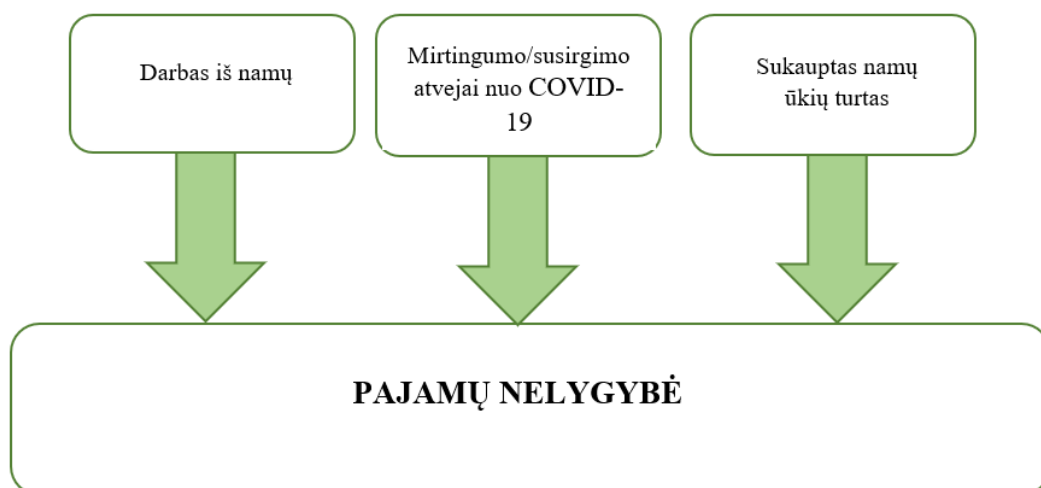 Darbas iš namų
Mirtingumo/susirgimo
atvejai nuo COVID-
19
Sukauptas namų
ūkių turtas
PAJAMŲ NELYGYBĖ